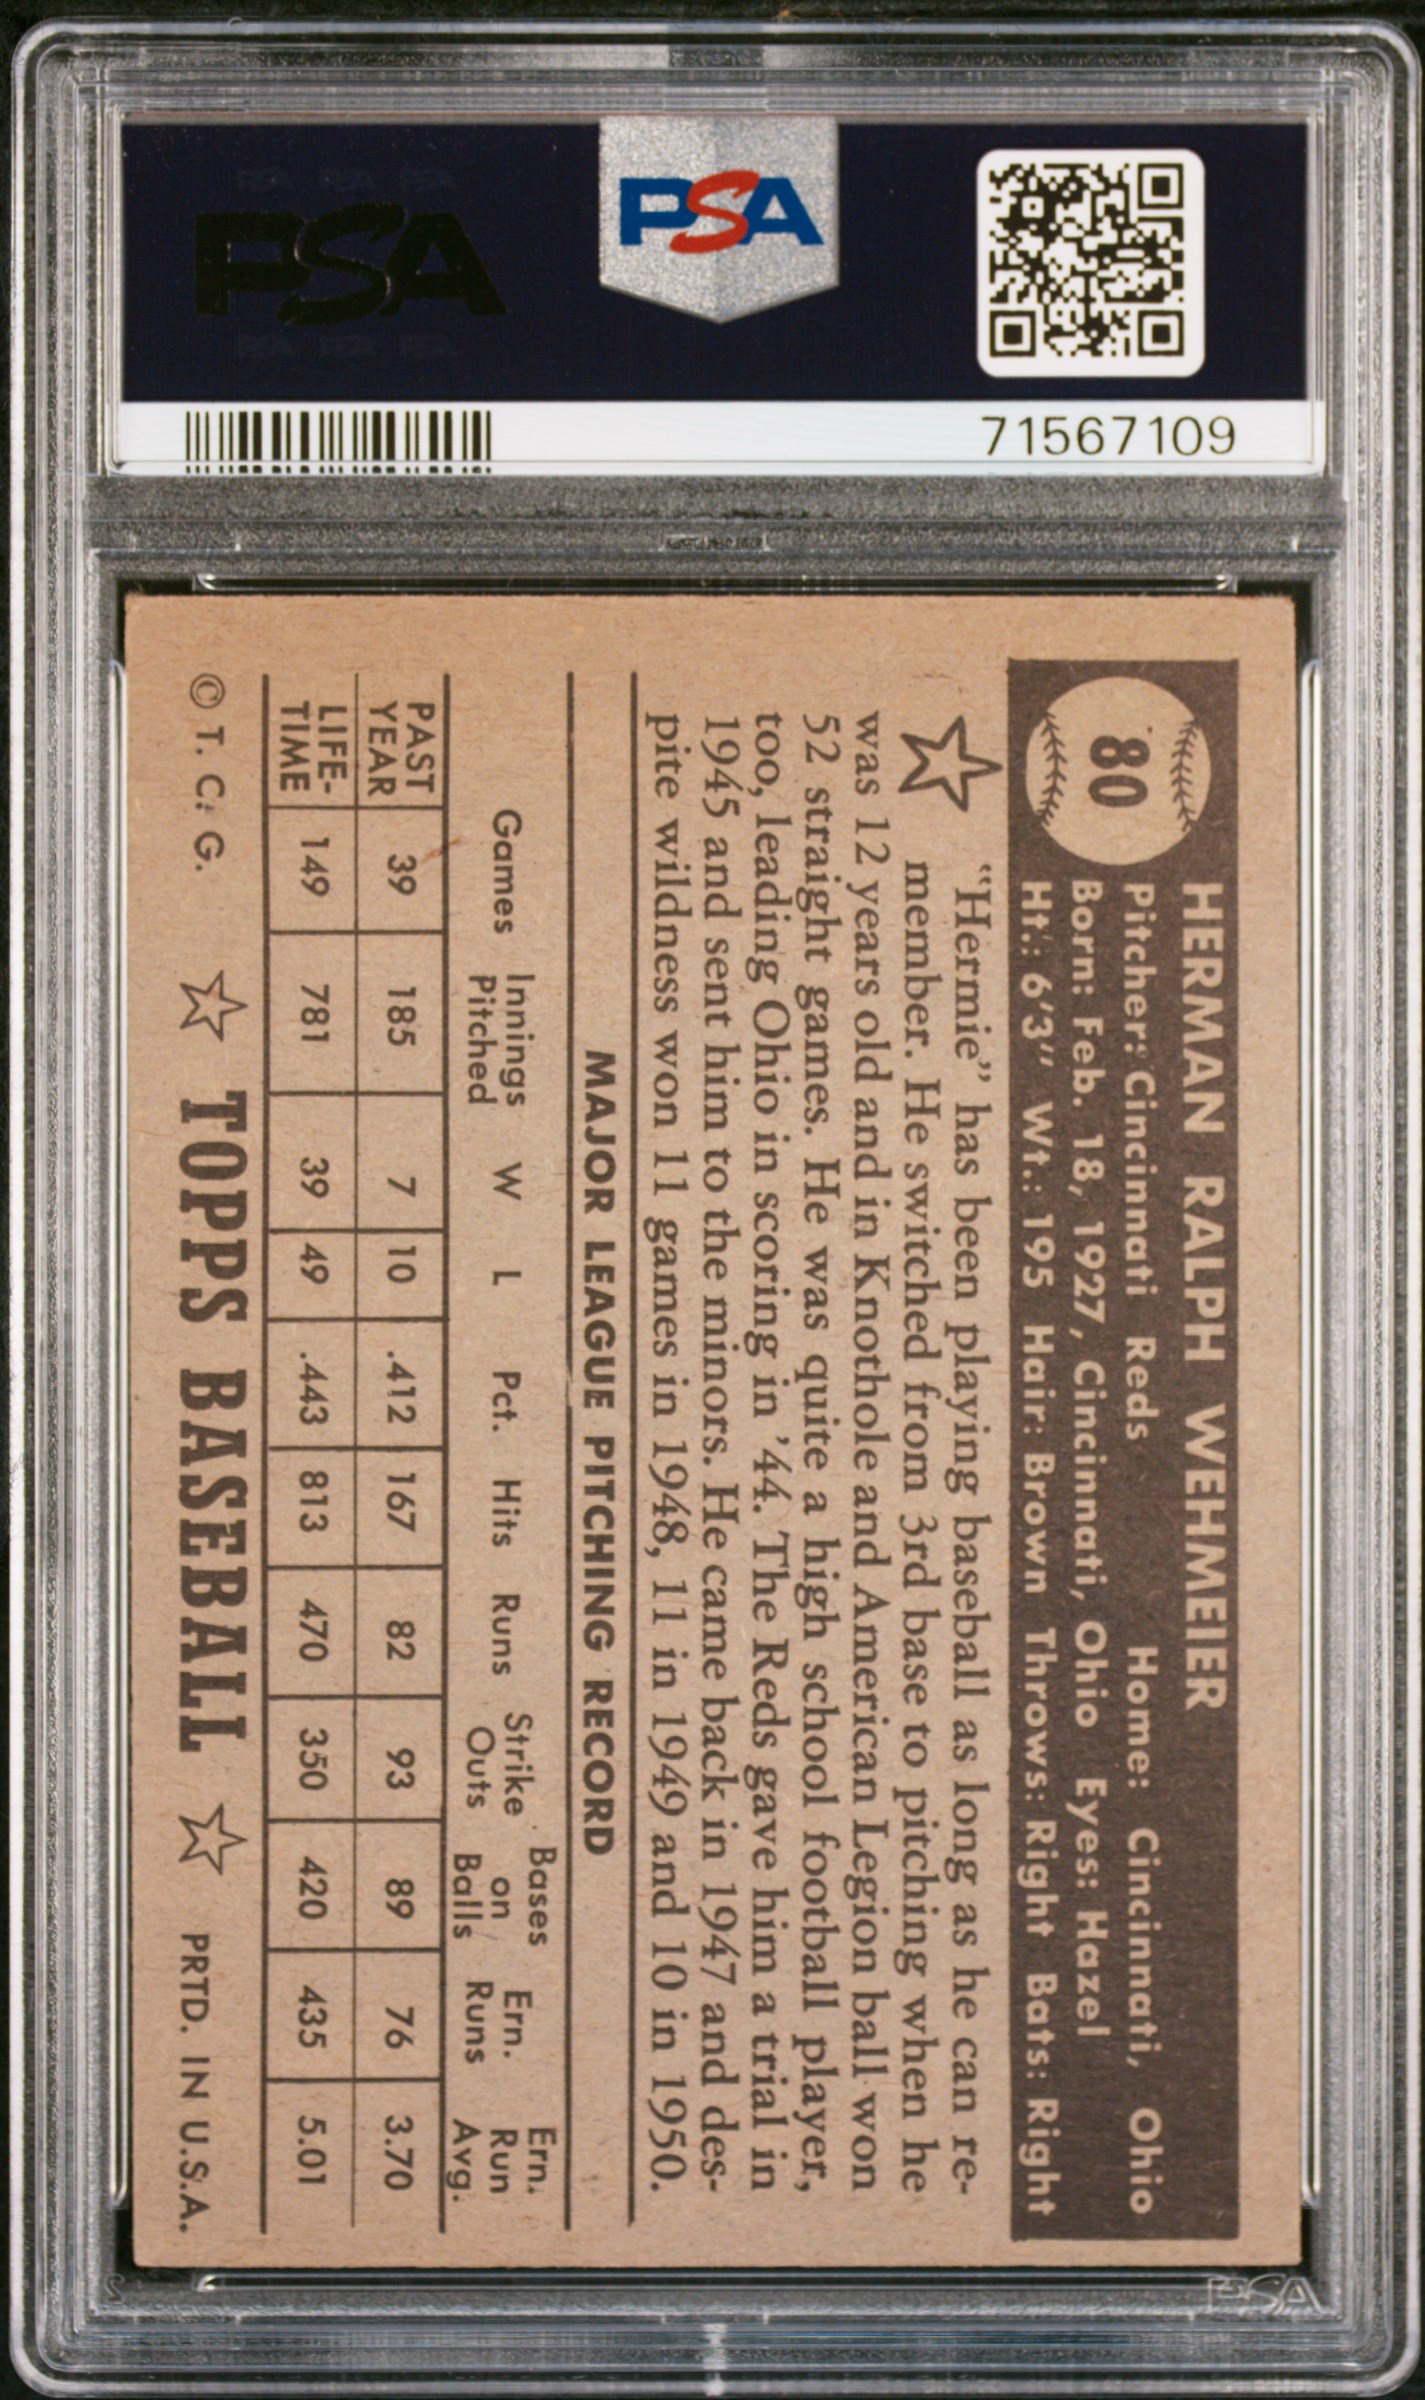 PSA
PSA
71567109
80
HERMAN RALPH WEHMEIER
Pitcher: Cincinnati Reds Home: Cincinnati, Ohio
Born: Feb. 18, 1927, Cincinnati, Ohio Eyes: Hazel
Ht.: 6'3" Wt.: 195 Hair: Brown Throws: Right Bats: Right
"Hermie" has been playing baseball as long as he can re-
member. He switched from 3rd base to pitching when he
was 12 years old and in Knothole and American Legion ball won
52 straight games. He was quite a high school football player,
too, leading Ohio in scoring in '44. The Reds gave him a trial in
1945 and sent him to the minors. He came back in 1947 and des-
pite wildness won 11 games in 1948, 11 in 1949 and 10 in 1950.
MAJOR LEAGUE PITCHING RECORD
Games Innings Pitched W L Pct. Hits Runs Strike Outs Bases on Balls Ern. Runs Ern. Run Avg.
PAST YEAR 39 185 7 10 .412 167 82 93 89 76 3.70
LIFE-TIME 149 781 39 49 .443 813 470 350 420 435 5.01
© T. C. G. TOPPS BASEBALL PRTD. IN U.S.A.
PSA